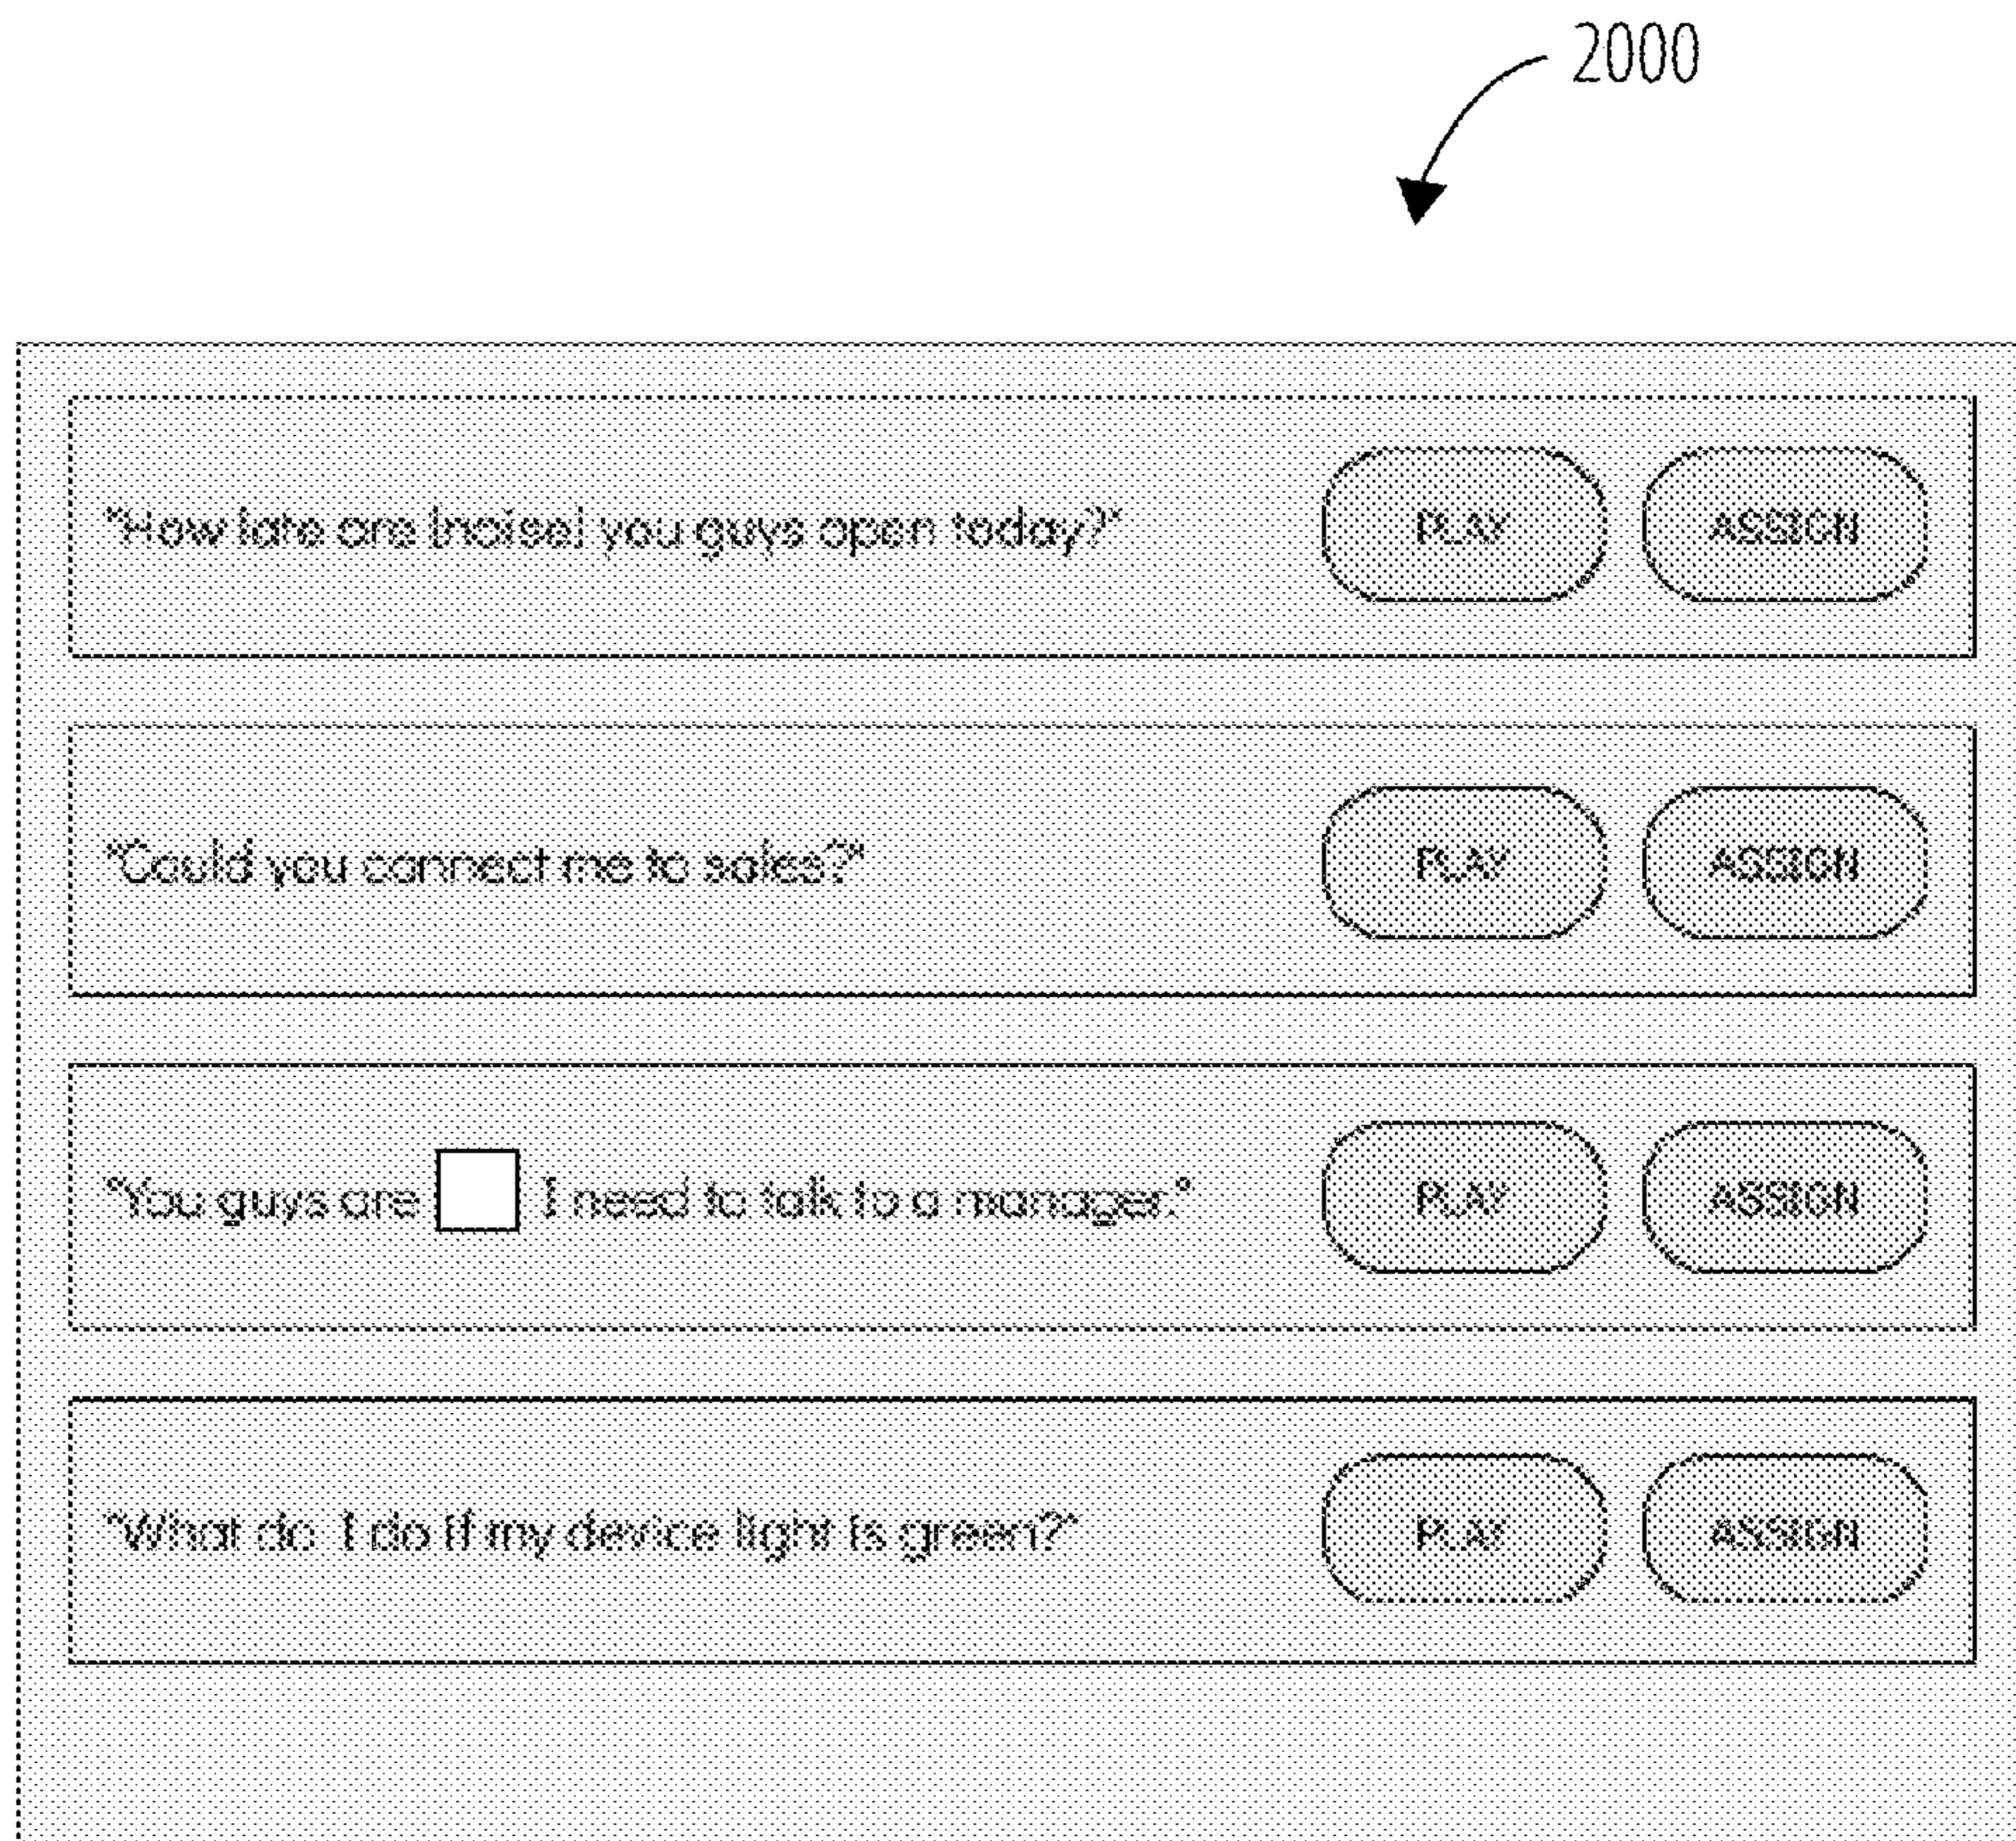 2000
"How late are [noise] you guys open today?" PLAY ASSIGN
"Could you connect me to sales?" PLAY ASSIGN
"You guys are I need to talk to a manager." PLAY ASSIGN
"What do I do if my device light is green?" PLAY ASSIGN